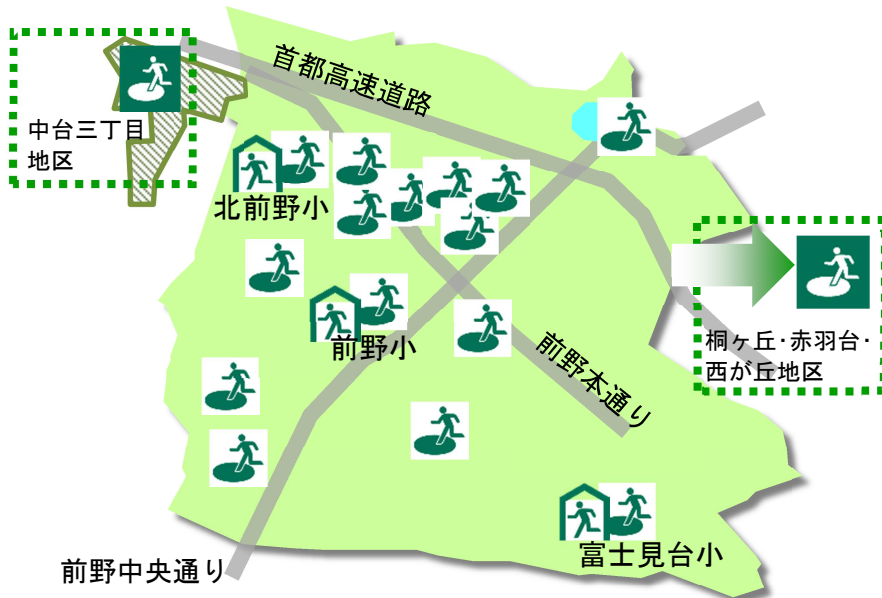 首都高速道路
中台三丁目
地区
北前野小
前野小
前野本通り
桐ヶ丘･赤羽台･
西が丘地区
富士見台小
前野中央通り